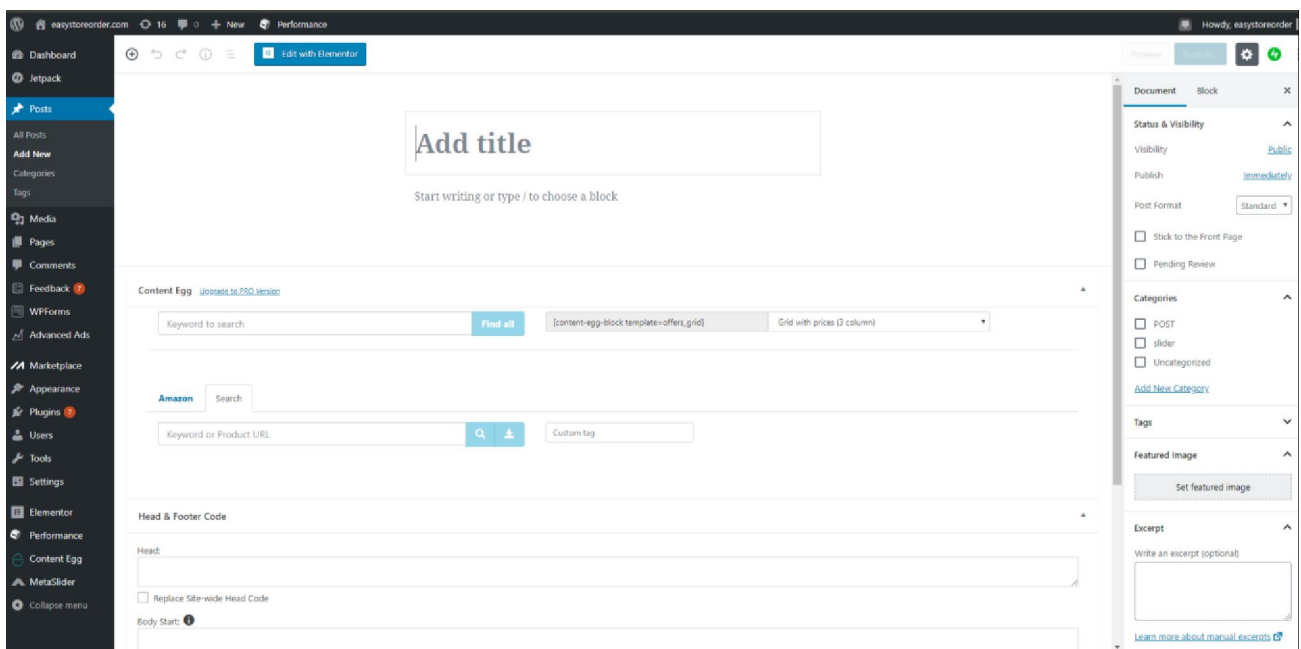 easystoreorder.com 16 0 + New Performance Howdy, easystoreorder
Dashboard
Jetpack
Posts
All Posts
Add New
Categories
Tags
Media
Pages
Comments
Feedback 7
WPForms
Advanced Ads
Marketplace
Appearance
Plugins 7
Users
Tools
Settings
Elementor
Performance
Content Egg
MetaSlider
Collapse menu
Edit with Elementor
Preview Publish...
Add title
Start writing or type / to choose a block
Content Egg Upgrade to PRO Version
Keyword to search Find all [content-egg-block template=offers_grid] Grid with prices (3 column)
Amazon Search
Keyword or Product URL Custom tag
Head & Footer Code
Head:
Replace Site-wide Head Code
Body Start:
Document Block
Status & Visibility
Visibility Public
Publish Immediately
Post Format Standard
Stick to the Front Page
Pending Review
Categories
POST
slider
Uncategorized
Add New Category
Tags
Featured Image
Set featured image
Excerpt
Write an excerpt (optional)
Learn more about manual excerpts